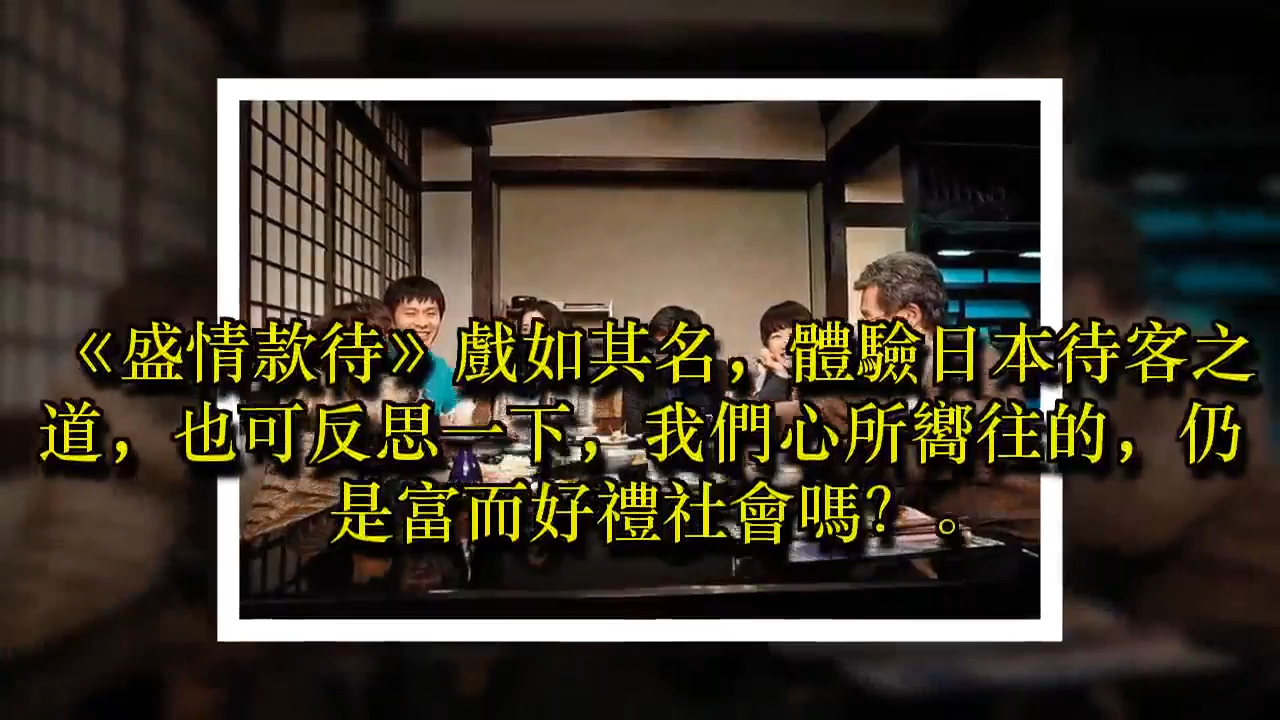 《盛情款待》戲如其名，體驗日本待客之
道，也可反思一下，我們心所嚮往的，仍
是富而好禮社會嗎？。